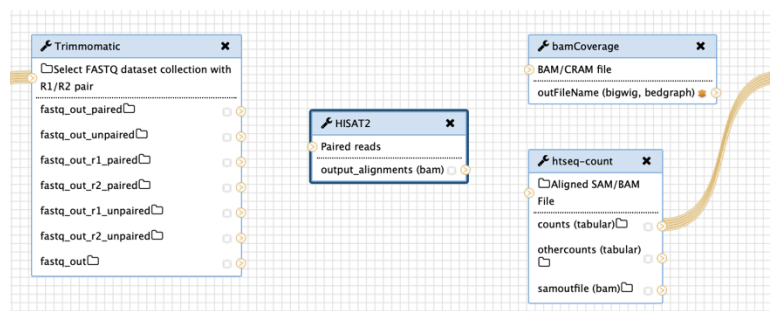 Trimmomatic
Select FASTQ dataset collection with
R1/R2 pair
fastq_out_paired
fastq_out_unpaired
fastq_out_r1_paired
fastq_out_r2_paired
fastq_out_r1_unpaired
fastq_out_r2_unpaired
fastq_out
HISAT2
Paired reads
output_alignments (bam)
bamCoverage
BAM/CRAM file
outFileName (bigwig, bedgraph)
htseq-count
Aligned SAM/BAM
File
counts (tabular)
othercounts (tabular)
samoutfile (bam)